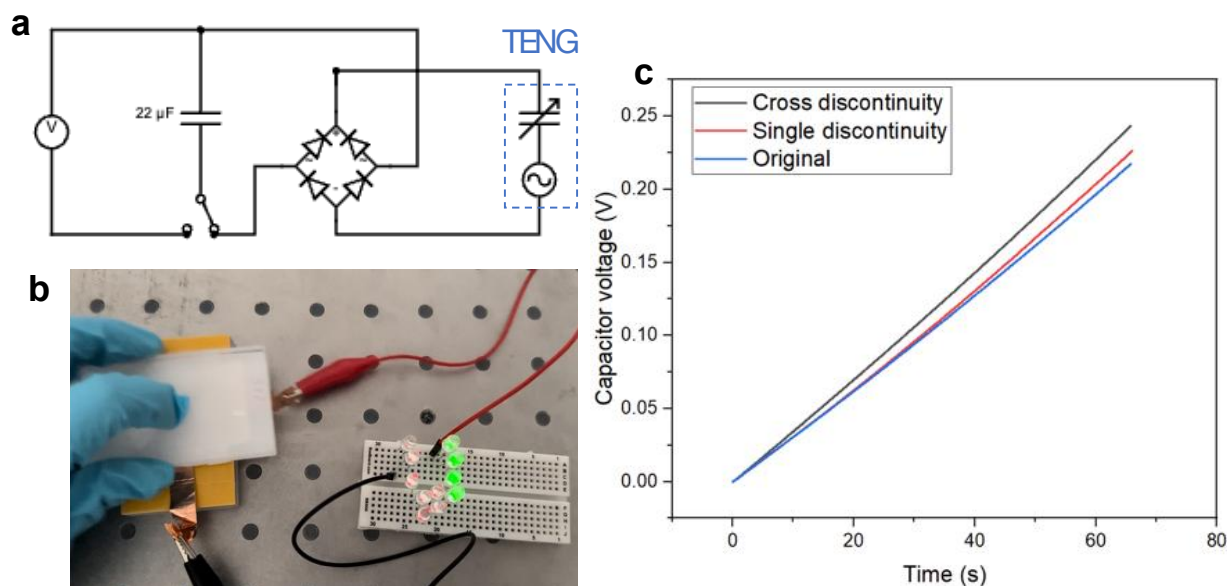 a
TENG
22 µF
V
b
c
Cross discontinuity
Single discontinuity
Original
Capacitor voltage (V)
0.25
0.20
0.15
0.10
0.05
0.00
0
20
40
60
80
Time (s)